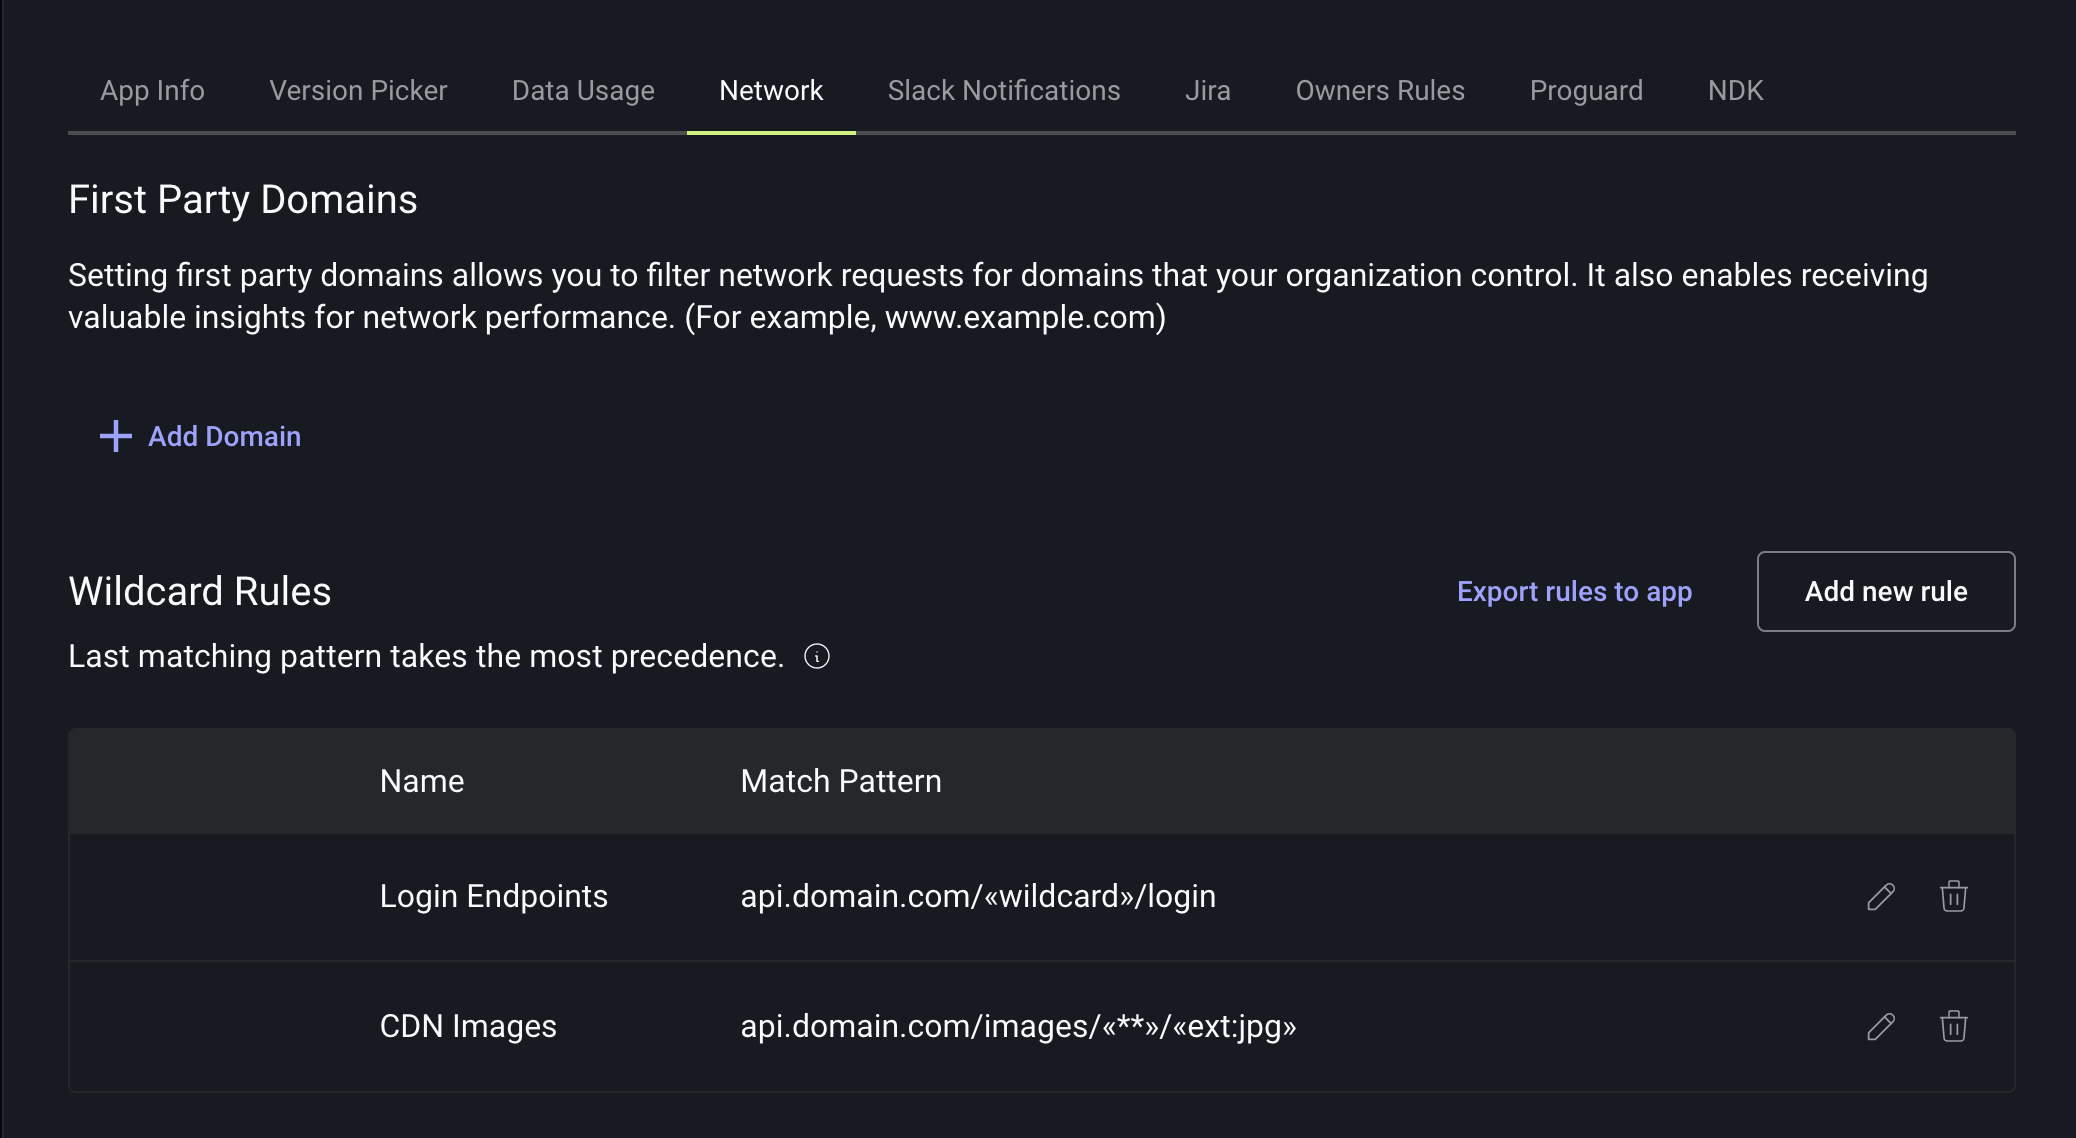 App Info Version Picker Data Usage Network Slack Notifications Jira Owners Rules Proguard NDK
First Party Domains
Setting first party domains allows you to filter network requests for domains that your organization control. It also enables receiving
valuable insights for network performance. (For example, www.example.com)
Add Domain
Wildcard Rules Export rules to app Add new rule
Last matching pattern takes the most precedence.
Name Match Pattern
Login Endpoints api.domain.com/«wildcard»/login
CDN Images api.domain.com/images/«**»/«ext:jpg»